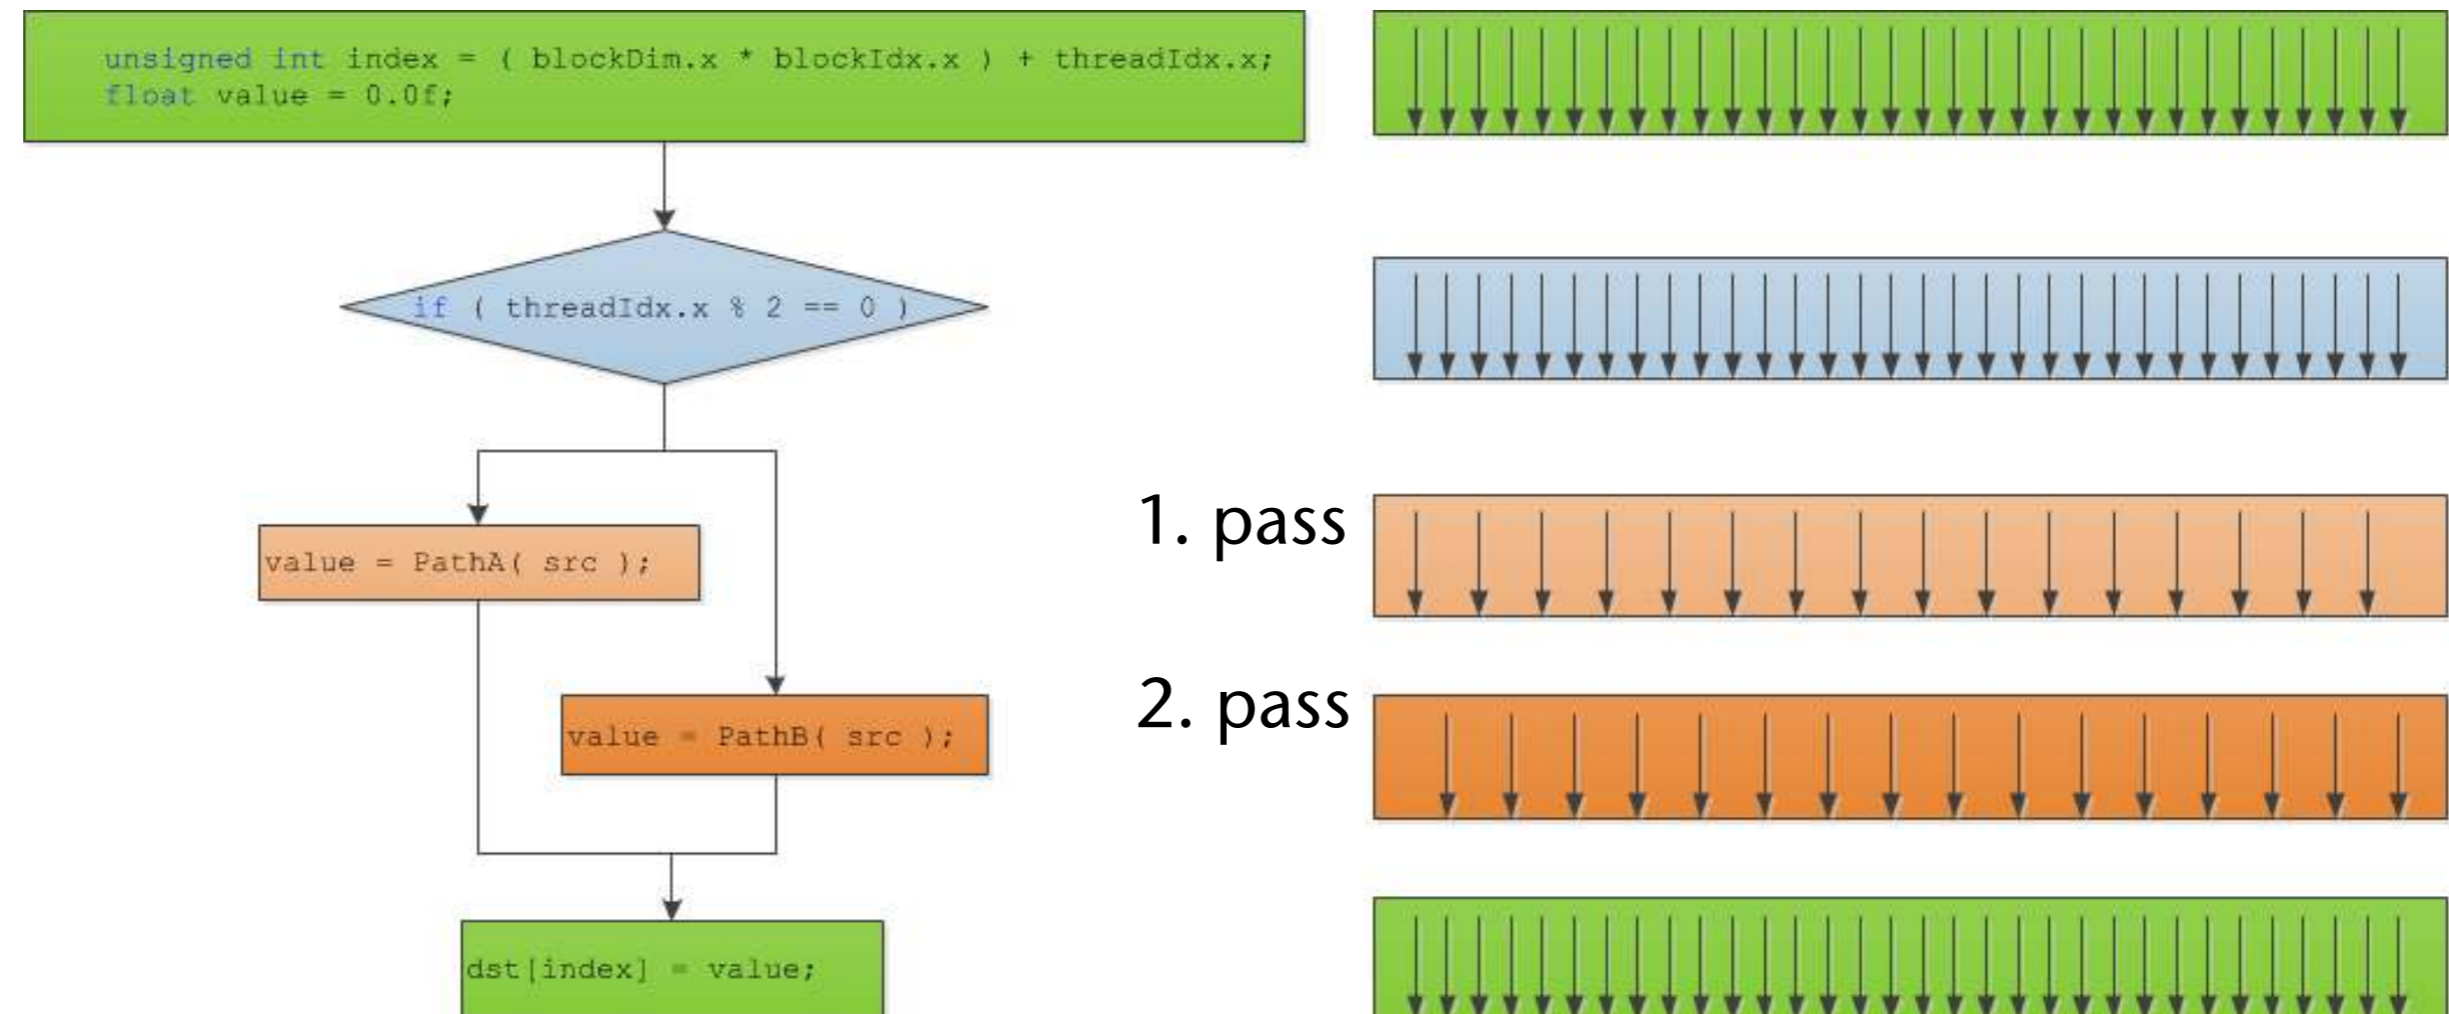 unsigned int index = ( blockDim.x * blockIdx.x ) + threadIdx.x;
float value = 0.0f;
if ( threadIdx.x % 2 == 0 )
1. pass
value = PathA( src );
2. pass
value = PathB( src );
dst[index] = value;